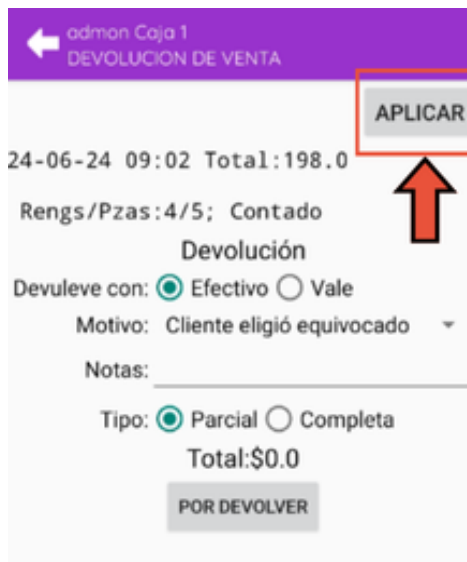 admon Caja 1
DEVOLUCION DE VENTA
APLICAR
24-06-24 09:02 Total:198.0
Rengs/Pzas:4/5; Contado
Devolución
Devuleve con: Efectivo Vale
Motivo: Cliente eligió equivocado
Notas:
Tipo: Parcial Completa
Total:$0.0
POR DEVOLVER